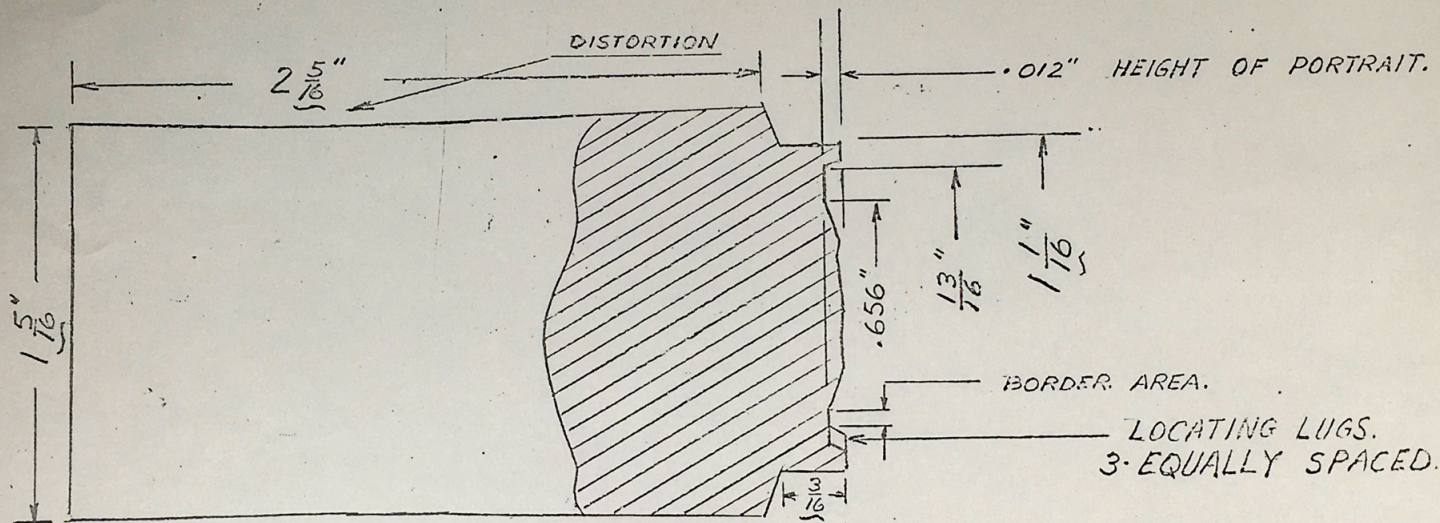 DISTORTION
2 5/16"
.012" HEIGHT OF PORTRAIT.
1 5/16"
.656"
13/16"
1 1/16"
BORDER AREA.
LOCATING LUGS.
3. EQUALLY SPACED.
3/16